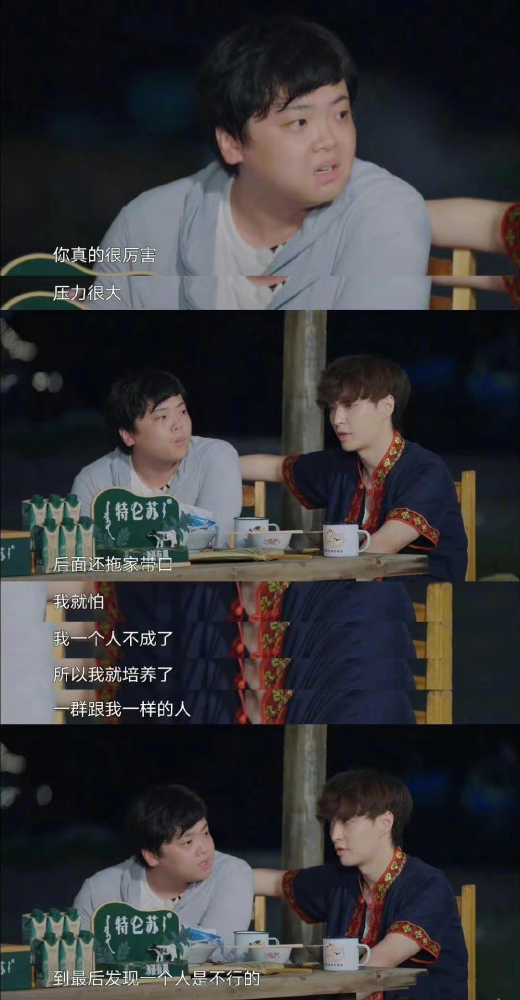 你真的很厉害
压力很大
特仑苏
后面还拖家带口
我就怕
我一个人不成了
所以我就培养了
一群跟我一样的人
特仑苏
到最后发现一个人是不行的